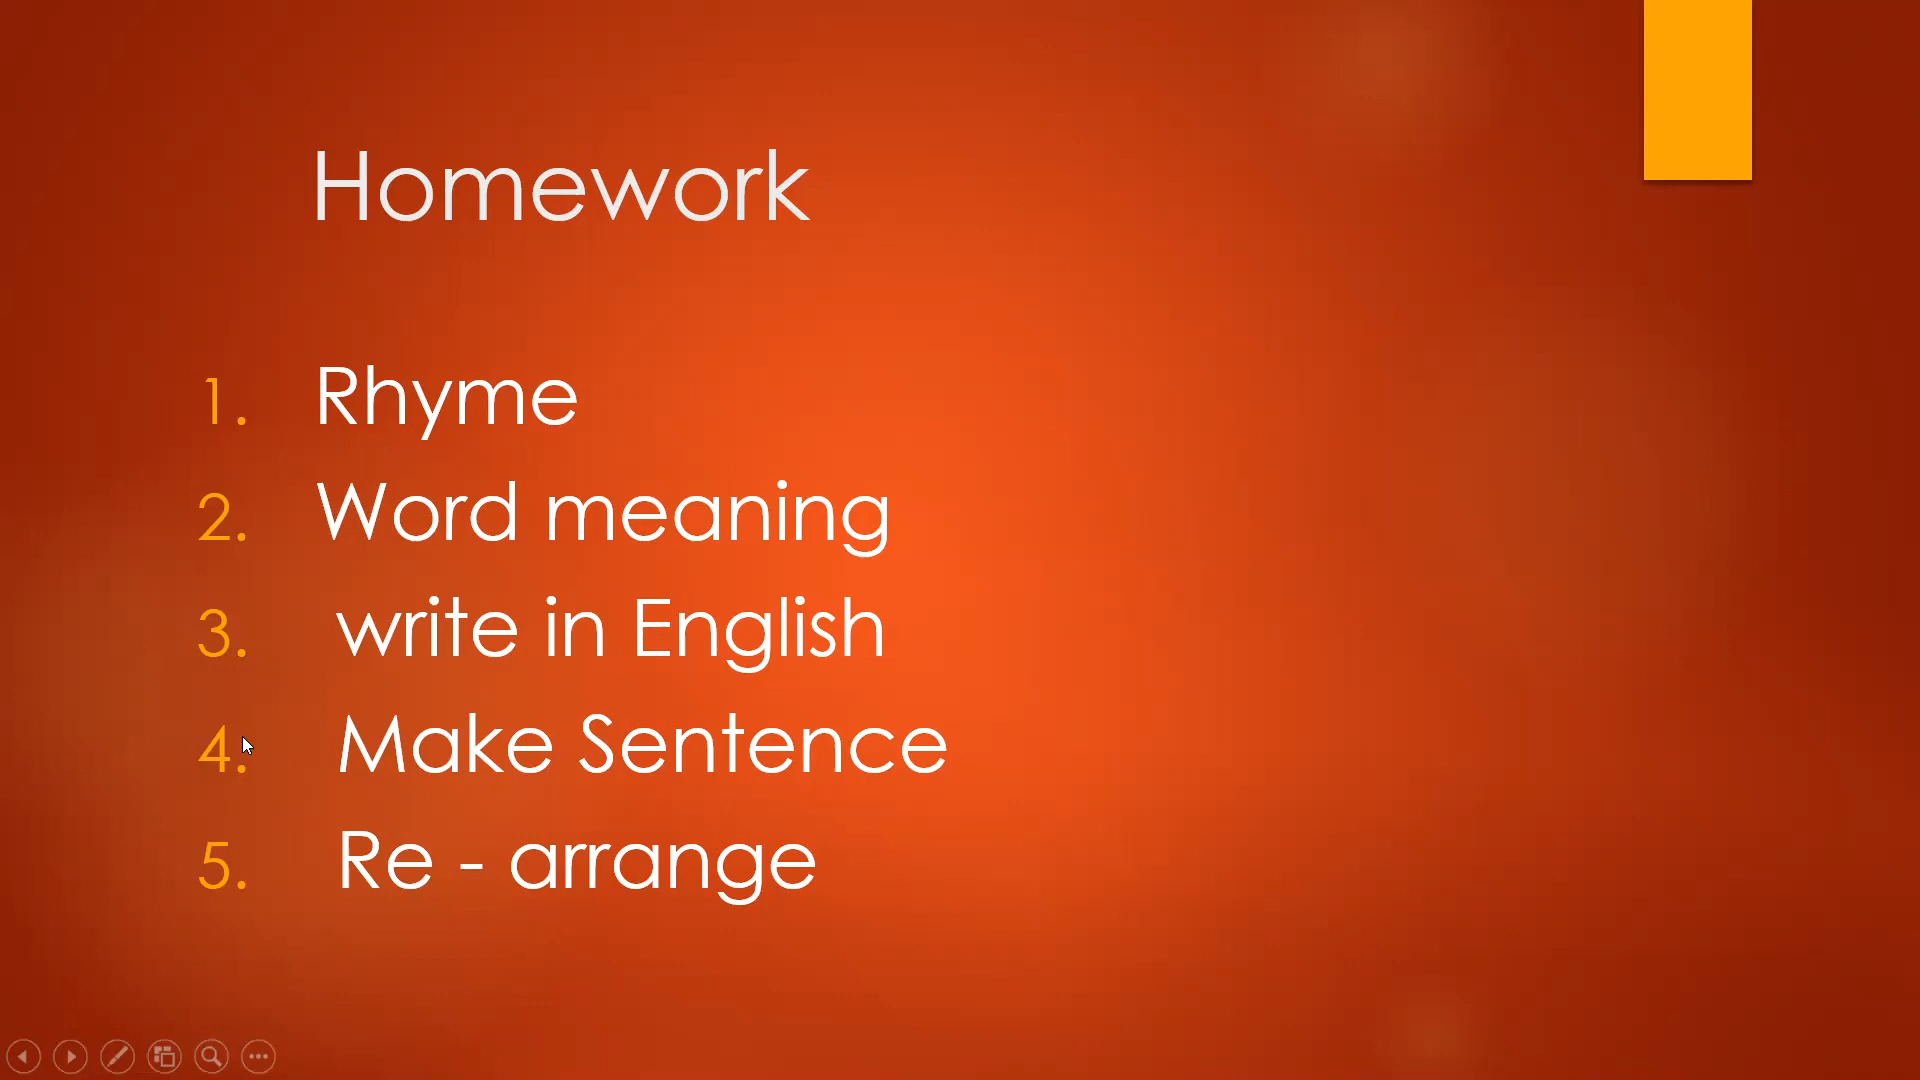 Homework
1. Rhyme
2. Word meaning
3. write in English
4. Make Sentence
5. Re - arrange